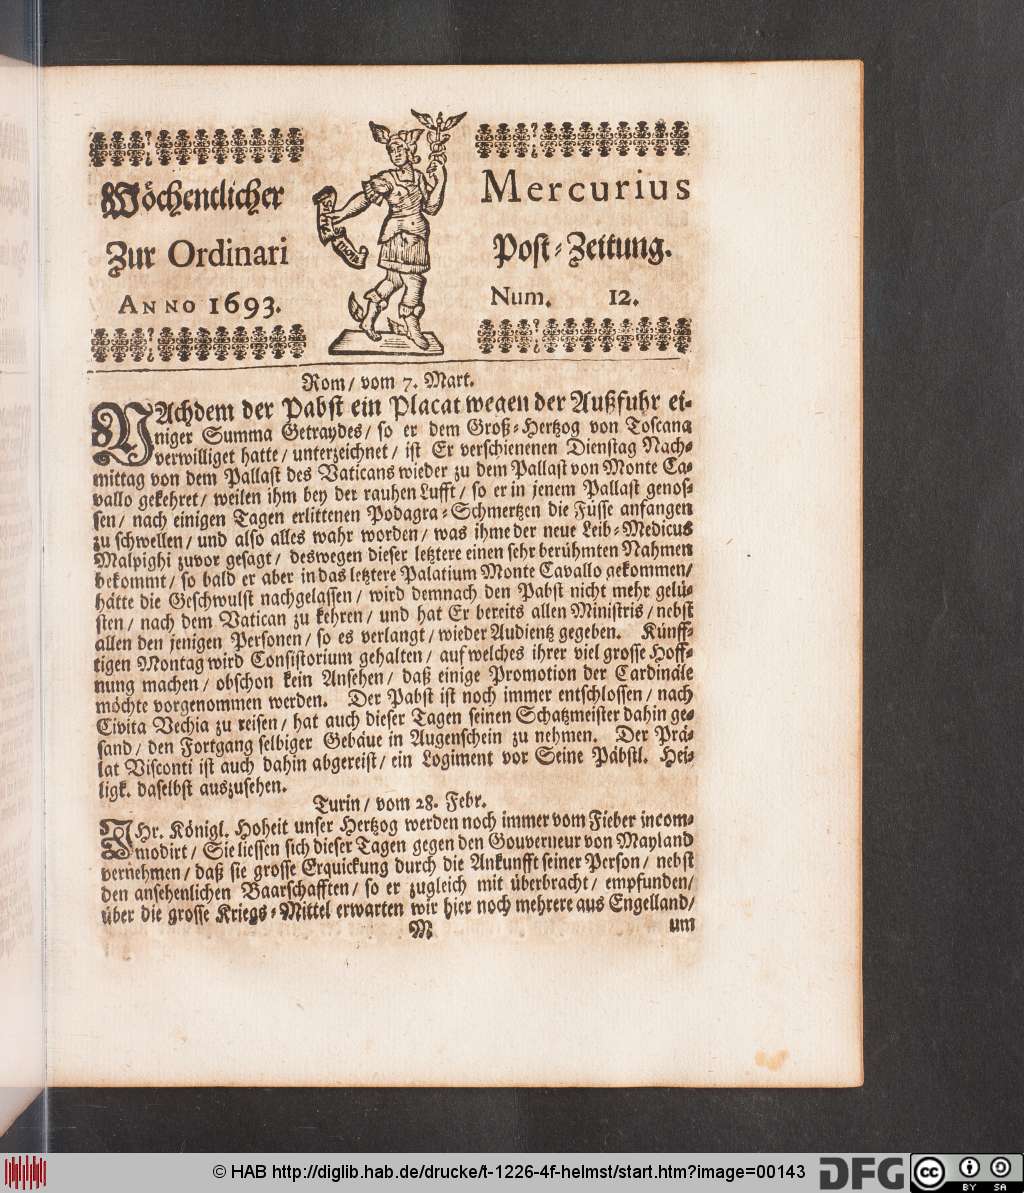 Wöchentlicher Mercurius
Zur Ordinari Post-Zeitung.
ANNO 1693. Num. 12.
Rom / vom 7. Mart.
NAchdem der Pabst ein Placat wegen der Außfuhr ei-
niger Summa Getraydes / so er dem Groß-Hertzog von Toscana
verwilliget hatte / unterzeichnet / ist Er verschienenen Dienstag Nach-
mittag von dem Pallast des Vaticans wieder zu dem Pallast von Monte Ca-
vallo gekehret / weilen ihm bey der rauhen Lufft / so er in jenem Pallast genos-
sen / nach einigen Tagen erlittenen Podagra-Schmertzen die Füsse anfangen
zu schwellen / und also alles wahr worden / was ihme der neue Leib-Medicus
Malpighi zuvor gesagt / deswegen dieser letztere einen sehr berühmten Nahmen
bekommt / so bald er aber in das letztere Palatium Monte Cavallo gekommen /
hätte die Geschwulst nachgelassen / wird demnach den Pabst nicht mehr gelü-
sten / nach dem Vatican zu kehren / und hat Er bereits allen Ministris / nebst
allen den jenigen Personen / so es verlangt / wieder Audientz gegeben. Künff-
tigen Montag wird Consistorium gehalten / auf welches ihrer viel grosse Hoff-
nung machen / obschon kein Ansehen / daß einige Promotion der Cardinäle
möchte vorgenommen werden. Der Pabst ist noch immer entschlossen / nach
Civita Vechia zu reisen / hat auch dieser Tagen seinen Schatzmeister dahin ge-
sand / den Fortgang selbiger Gebäue in Augenschein zu nehmen. Der Prä-
lat Visconti ist auch dahin abgereist / ein Logiment vor Seine Päbstl. Hei-
ligk. daselbst auszusehen.
Turin / vom 28. Febr.
IHr. Königl. Hoheit unser Hertzog werden noch immer vom Fieber incom-
modirt / Sie liessen sich dieser Tagen gegen den Gouverneur von Mayland
vernehmen / daß sie grosse Erquickung durch die Ankunfft seiner Person / nebst
den ansehenlichen Baarschafften / so er zugleich mit überbracht / empfunden /
über die grosse Kriegs-Mittel erwarten wir hier noch mehrere aus Engelland /
M um
© HAB http://diglib.hab.de/drucke/t-1226-4f-helmst/start.htm?image=00143
DFG
cc BY SA